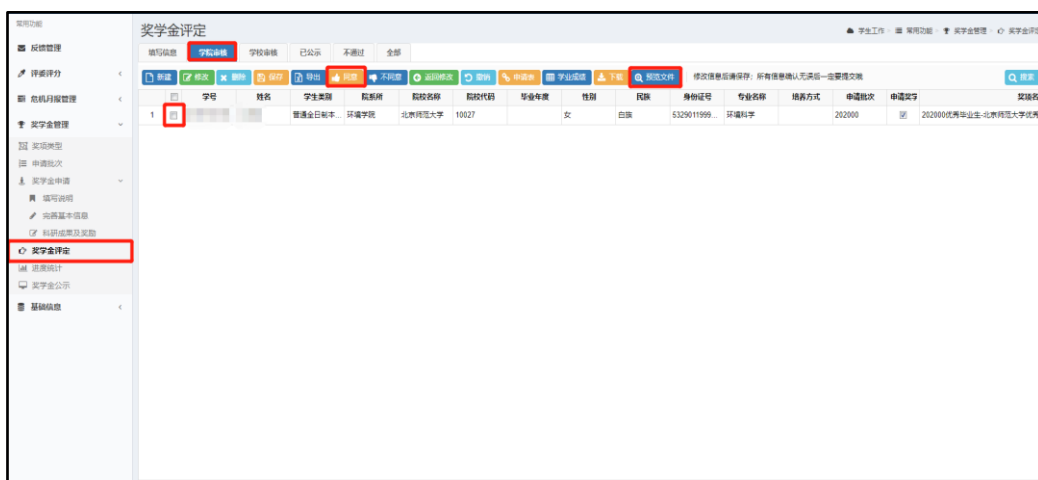 常用功能
反馈管理
评委评分
危机月报管理
奖学金管理
奖项类型
申请批次
奖学金申请
填写说明
完善基本信息
科研成果及奖励
奖学金评定
进度统计
奖学金公示
基础信息
奖学金评定
学生工作 常用功能 奖学金管理 奖学金评定
填写信息 学院审核 学校审核 已公示 不通过 全部
新建 修改 删除 保存 导出 同意 不同意 返回修改 撤销 申请表 学业成绩 下载 预览文件 修改信息后请保存；所有信息确认无误后一定要提交哦 搜索
学号 姓名 学生类别 院系所 院校名称 院校代码 毕业年度 性别 民族 身份证号 专业名称 培养方式 申请批次 申请奖学 奖项名
1 普通全日制本... 环境学院 北京师范大学 10027 女 白族 5329011999... 环境科学 202000 202000优秀毕业生-北京师范大学优秀